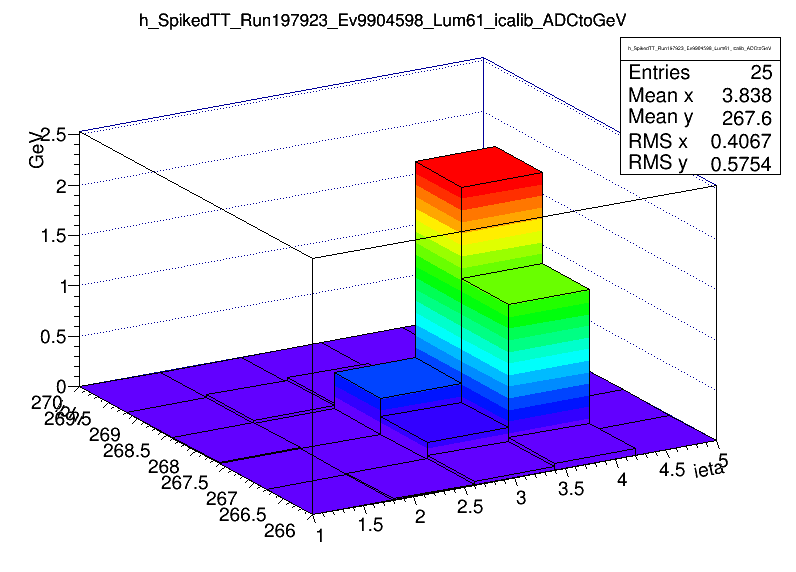 h_SpikedTT_Run197923_Ev9904598_Lum61_icalib_ADCtoGeV
h_SpikedTT_Run197923_Ev9904598_Lum61_icalib_ADCtoGeV
Entries 25
Mean x 3.838
Mean y 267.6
RMS x 0.4067
RMS y 0.5754
GeV
2.5
2
1.5
1
0.5
0
270
269.5
269
268.5
268
267.5
267
266.5
266
1
1.5
2
2.5
3
3.5
4
4.5
5
ieta